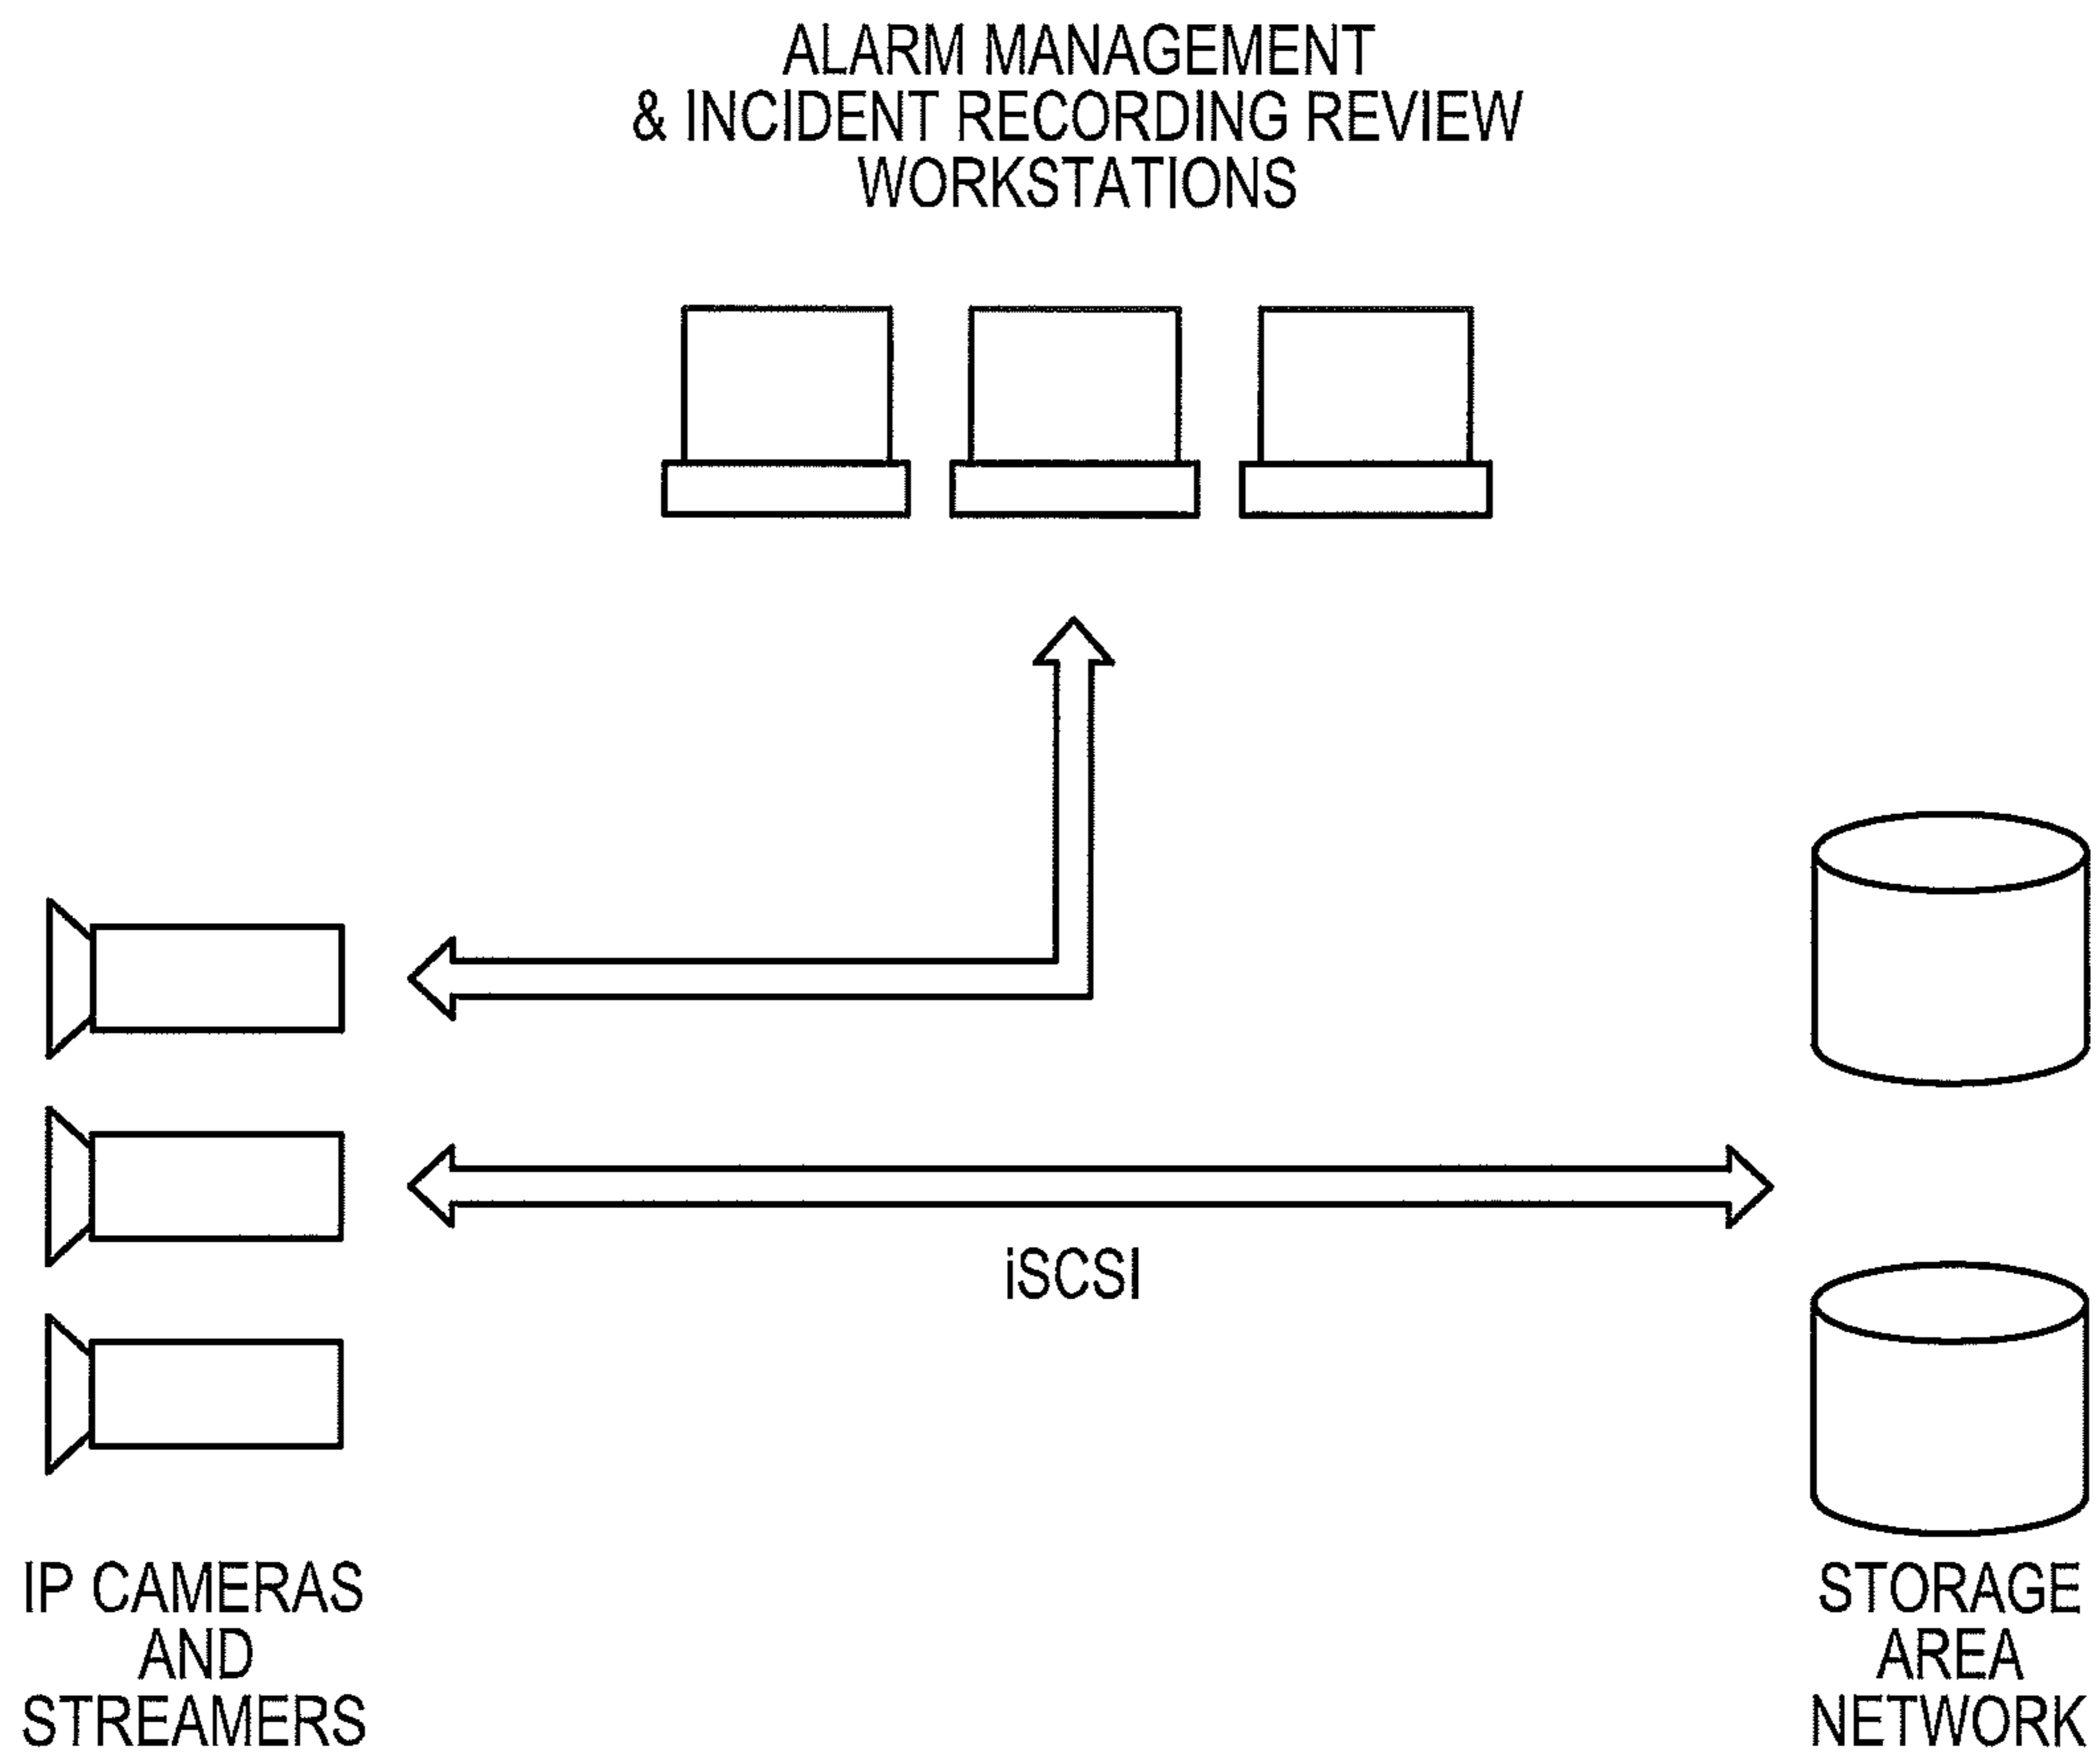 ALARM MANAGEMENT
& INCIDENT RECORDING REVIEW
WORKSTATIONS
iSCSI
IP CAMERAS
AND
STREAMERS
STORAGE
AREA
NETWORK